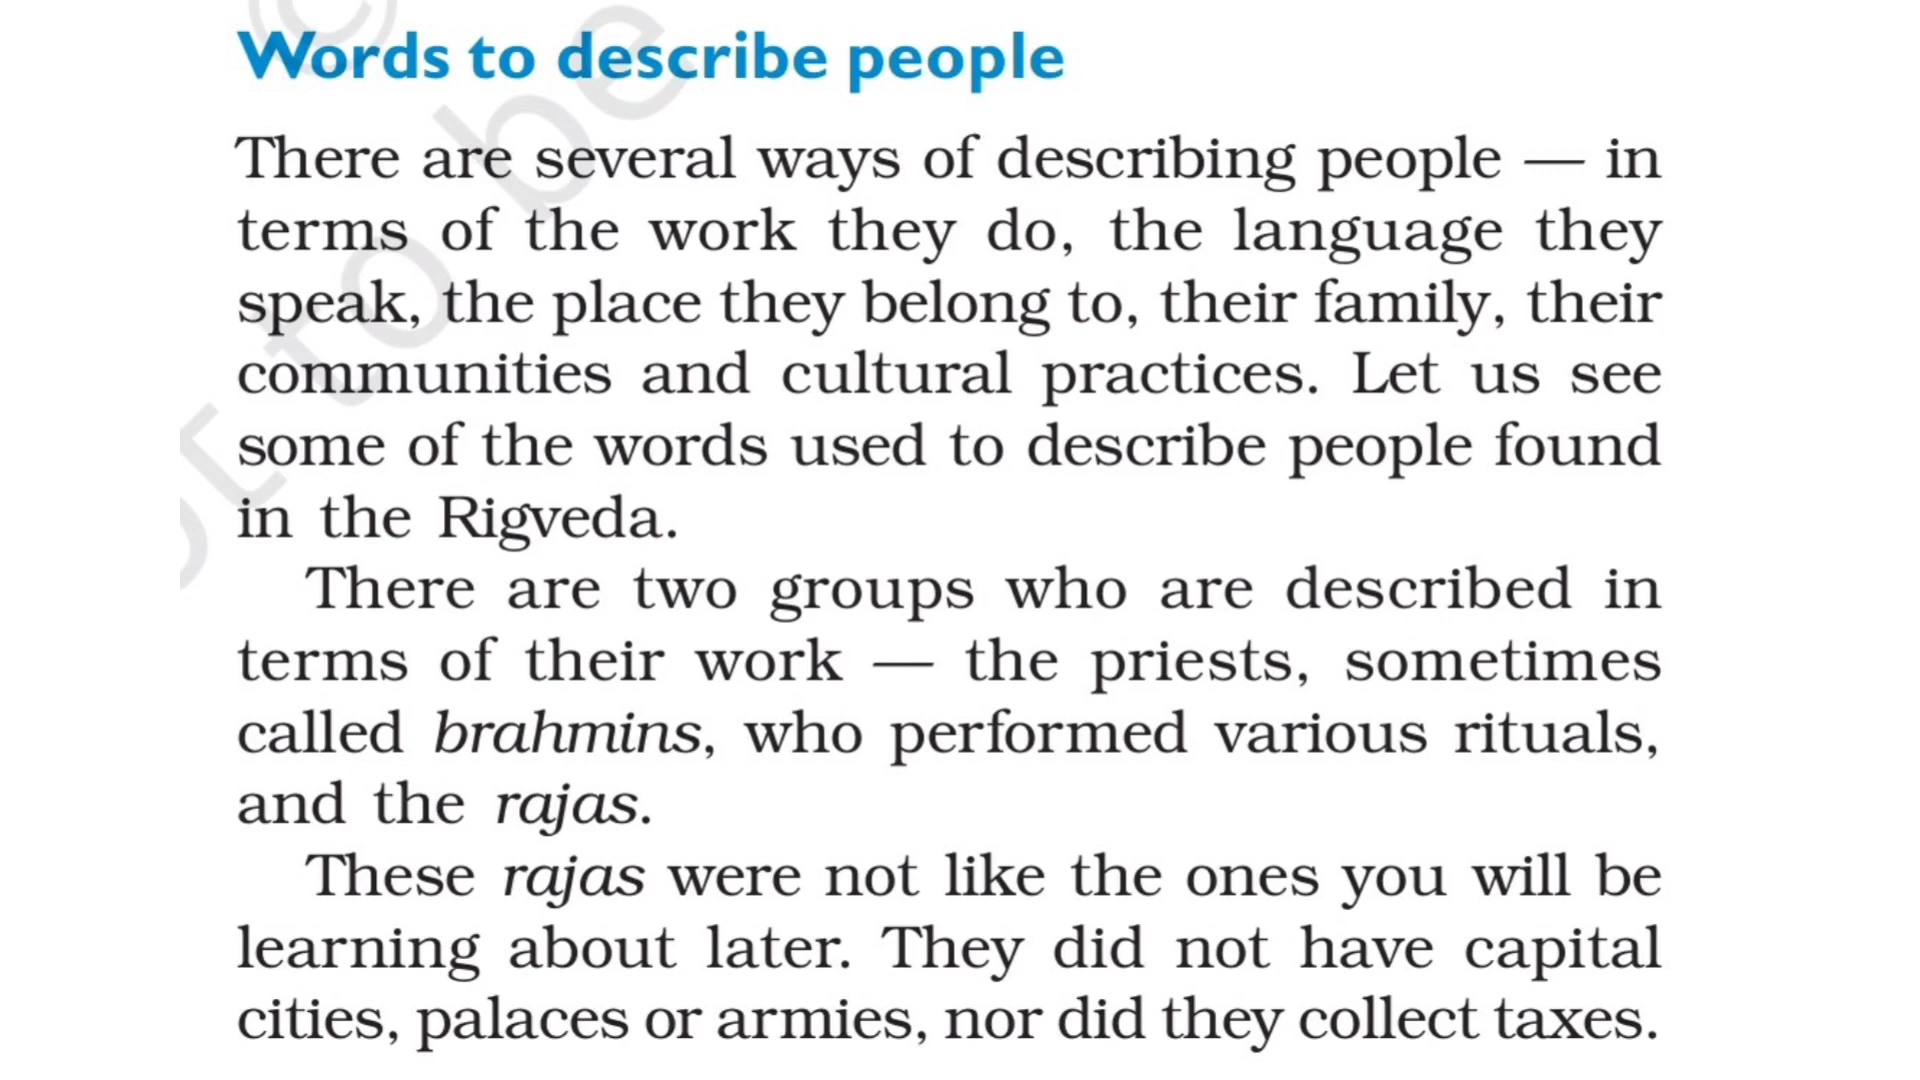 Words to describe people
There are several ways of describing people — in
terms of the work they do, the language they
speak, the place they belong to, their family, their
communities and cultural practices. Let us see
some of the words used to describe people found
in the Rigveda.
There are two groups who are described in
terms of their work — the priests, sometimes
called brahmins, who performed various rituals,
and the rajas.
These rajas were not like the ones you will be
learning about later. They did not have capital
cities, palaces or armies, nor did they collect taxes.